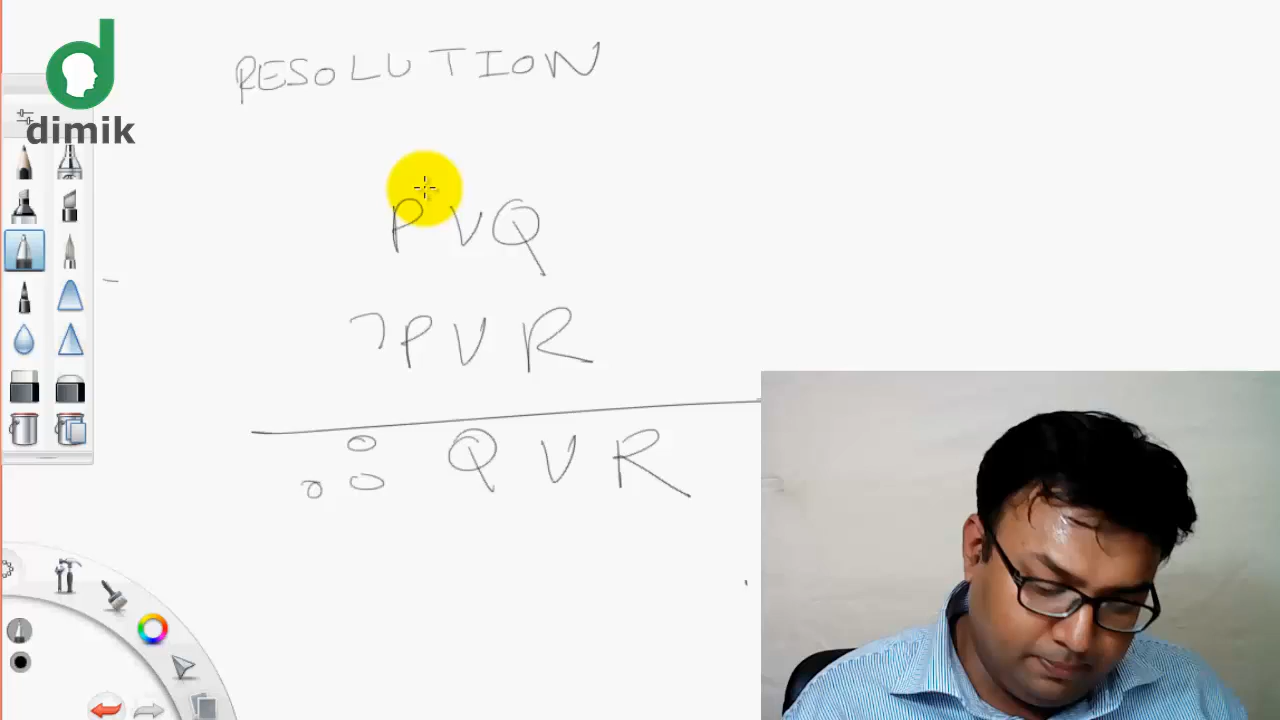 dimik
RESOLUTION
P V Q
¬P V R
∴ Q V R